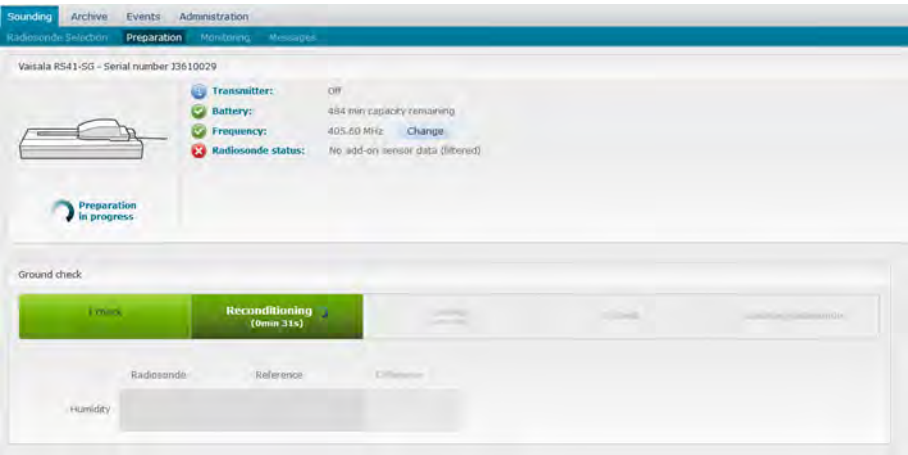 Sounding Archive Events Administration
Radiosonde Selection Preparation Monitoring Messages
Vaisala RS41-SG - Serial number J3610029
Transmitter: Off
Battery: 484 min capacity remaining
Frequency: 405.60 MHz Change
Radiosonde status: No add-on sensor data (filtered)
Preparation
in progress
Ground check
Reconditioning
(0min 31s)
Radiosonde Reference Difference
Humidity